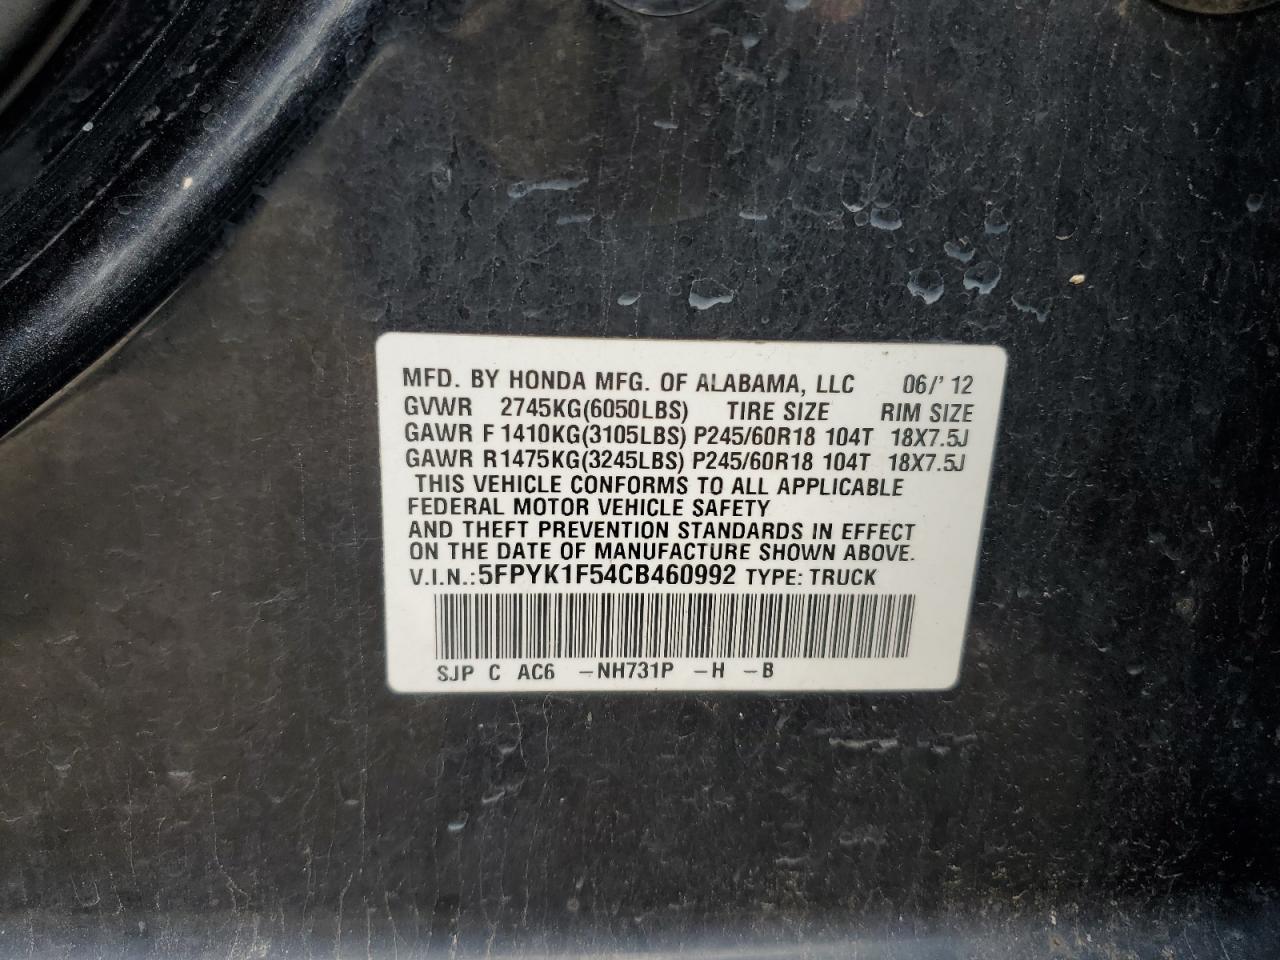 MFD. BY HONDA MFG. OF ALABAMA, LLC 06/' 12
GVWR 2745KG(6050LBS) TIRE SIZE RIM SIZE
GAWR F 1410KG(3105LBS) P245/60R18 104T 18X7.5J
GAWR R1475KG(3245LBS) P245/60R18 104T 18X7.5J
THIS VEHICLE CONFORMS TO ALL APPLICABLE
FEDERAL MOTOR VEHICLE SAFETY
AND THEFT PREVENTION STANDARDS IN EFFECT
ON THE DATE OF MANUFACTURE SHOWN ABOVE.
V.I.N.:5FPYK1F54CB460992 TYPE: TRUCK
SJP C AC6 -NH731P -H -B